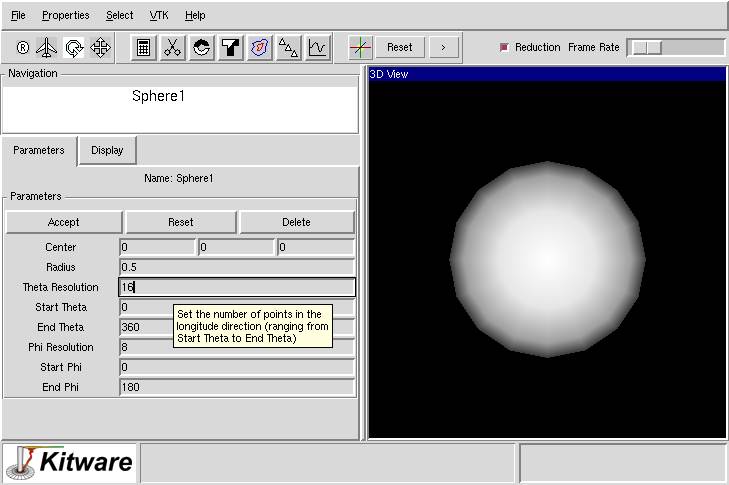 File Properties Select VTK Help
R Reset > Reduction Frame Rate
Navigation
Sphere1
3D View
Parameters Display
Name: Sphere1
Parameters
Accept Reset Delete
Center 0 0 0
Radius 0.5
Theta Resolution 16
Start Theta 0
End Theta 360
Set the number of points in the
longitude direction (ranging from
Start Theta to End Theta)
Phi Resolution 8
Start Phi 0
End Phi 180
Kitware